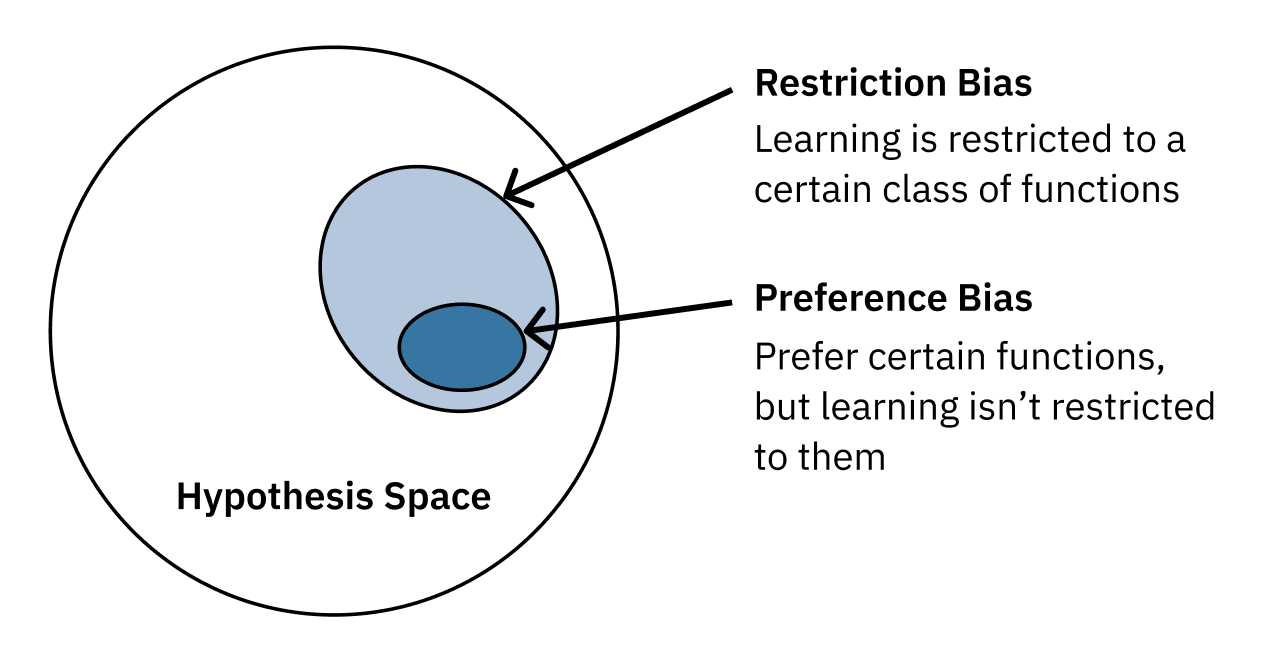 Restriction Bias
Learning is restricted to a
certain class of functions
Preference Bias
Prefer certain functions,
but learning isn’t restricted
to them
Hypothesis Space